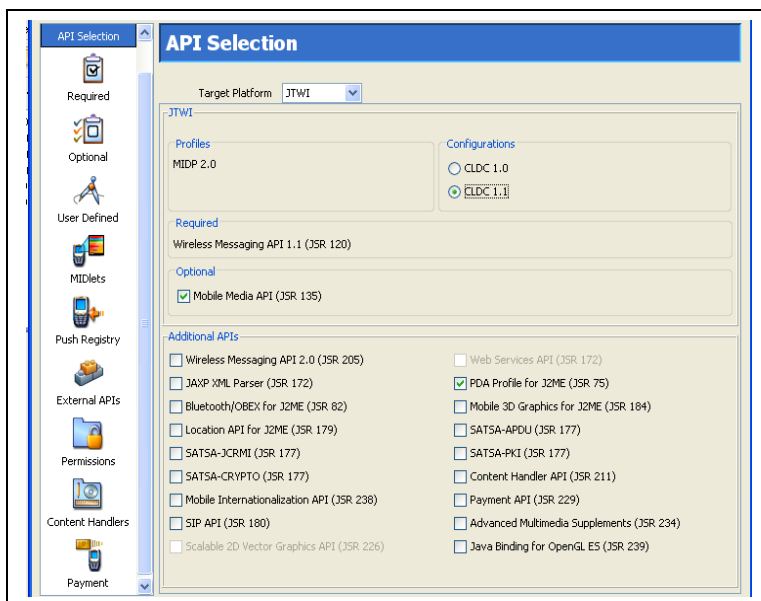 API Selection
Required
Optional
User Defined
MIDlets
Push Registry
External APIs
Permissions
Content Handlers
Payment
API Selection
Target Platform JTWI
JTWI
Profiles
MIDP 2.0
Configurations
CLDC 1.0
CLDC 1.1
Required
Wireless Messaging API 1.1 (JSR 120)
Optional
Mobile Media API (JSR 135)
Additional APIs
Wireless Messaging API 2.0 (JSR 205)
Web Services API (JSR 172)
JAXP XML Parser (JSR 172)
PDA Profile for J2ME (JSR 75)
Bluetooth/OBEX for J2ME (JSR 82)
Mobile 3D Graphics for J2ME (JSR 184)
Location API for J2ME (JSR 179)
SATSA-APDU (JSR 177)
SATSA-JCRMI (JSR 177)
SATSA-PKI (JSR 177)
SATSA-CRYPTO (JSR 177)
Content Handler API (JSR 211)
Mobile Internationalization API (JSR 238)
Payment API (JSR 229)
SIP API (JSR 180)
Advanced Multimedia Supplements (JSR 234)
Scalable 2D Vector Graphics API (JSR 226)
Java Binding for OpenGL ES (JSR 239)